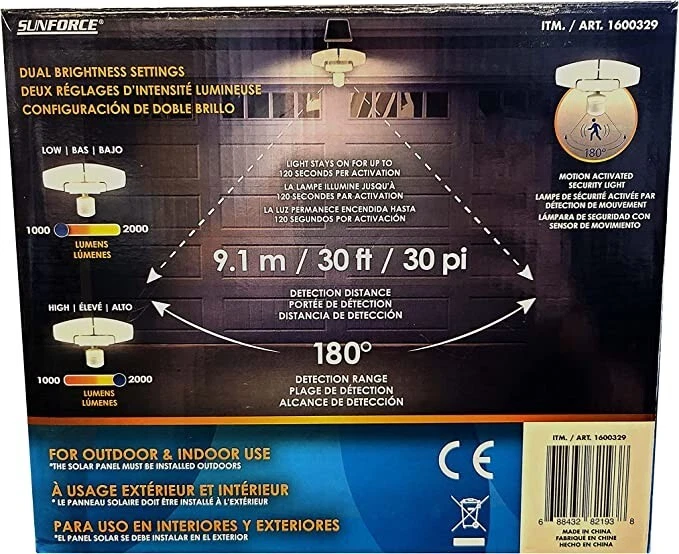 SUNFORCE®
ITM. / ART. 1600329
DUAL BRIGHTNESS SETTINGS
DEUX RÉGLAGES D'INTENSITÉ LUMINEUSE
CONFIGURACIÓN DE DOBLE BRILLO
LOW | BAS | BAJO
1000 2000
LUMENS
LÚMENES
HIGH | ÉLEVÉ | ALTO
1000 2000
LUMENS
LÚMENES
LIGHT STAYS ON FOR UP TO
120 SECONDS PER ACTIVATION
LA LAMPE ILLUMINE JUSQU'À
120 SECONDES PAR ACTIVATION
LA LUZ PERMANECE ENCENDIDA HASTA
120 SEGUNDOS POR ACTIVACIÓN
9.1 m / 30 ft / 30 pi
DETECTION DISTANCE
PORTÉE DE DÉTECTION
DISTANCIA DE DETECCIÓN
180°
DETECTION RANGE
PLAGE DE DÉTECTION
ALCANCE DE DETECCIÓN
180°
MOTION ACTIVATED
SECURITY LIGHT
LAMPE DE SÉCURITÉ ACTIVÉE PAR
DÉTECTION DE MOUVEMENT
LÁMPARA DE SEGURIDAD CON
SENSOR DE MOVIMIENTO
FOR OUTDOOR & INDOOR USE
*THE SOLAR PANEL MUST BE INSTALLED OUTDOORS
À USAGE EXTÉRIEUR ET INTÉRIEUR
* LE PANNEAU SOLAIRE DOIT ÊTRE INSTALLÉ À L'EXTÉRIEUR
PARA USO EN INTERIORES Y EXTERIORES
*EL PANEL SOLAR SE DEBE INSTALAR EN EL EXTERIOR
CE
ITM. / ART. 1600329
6 88432 82193 8
MADE IN CHINA
FABRIQUÉ EN CHINE
HECHO EN CHINA